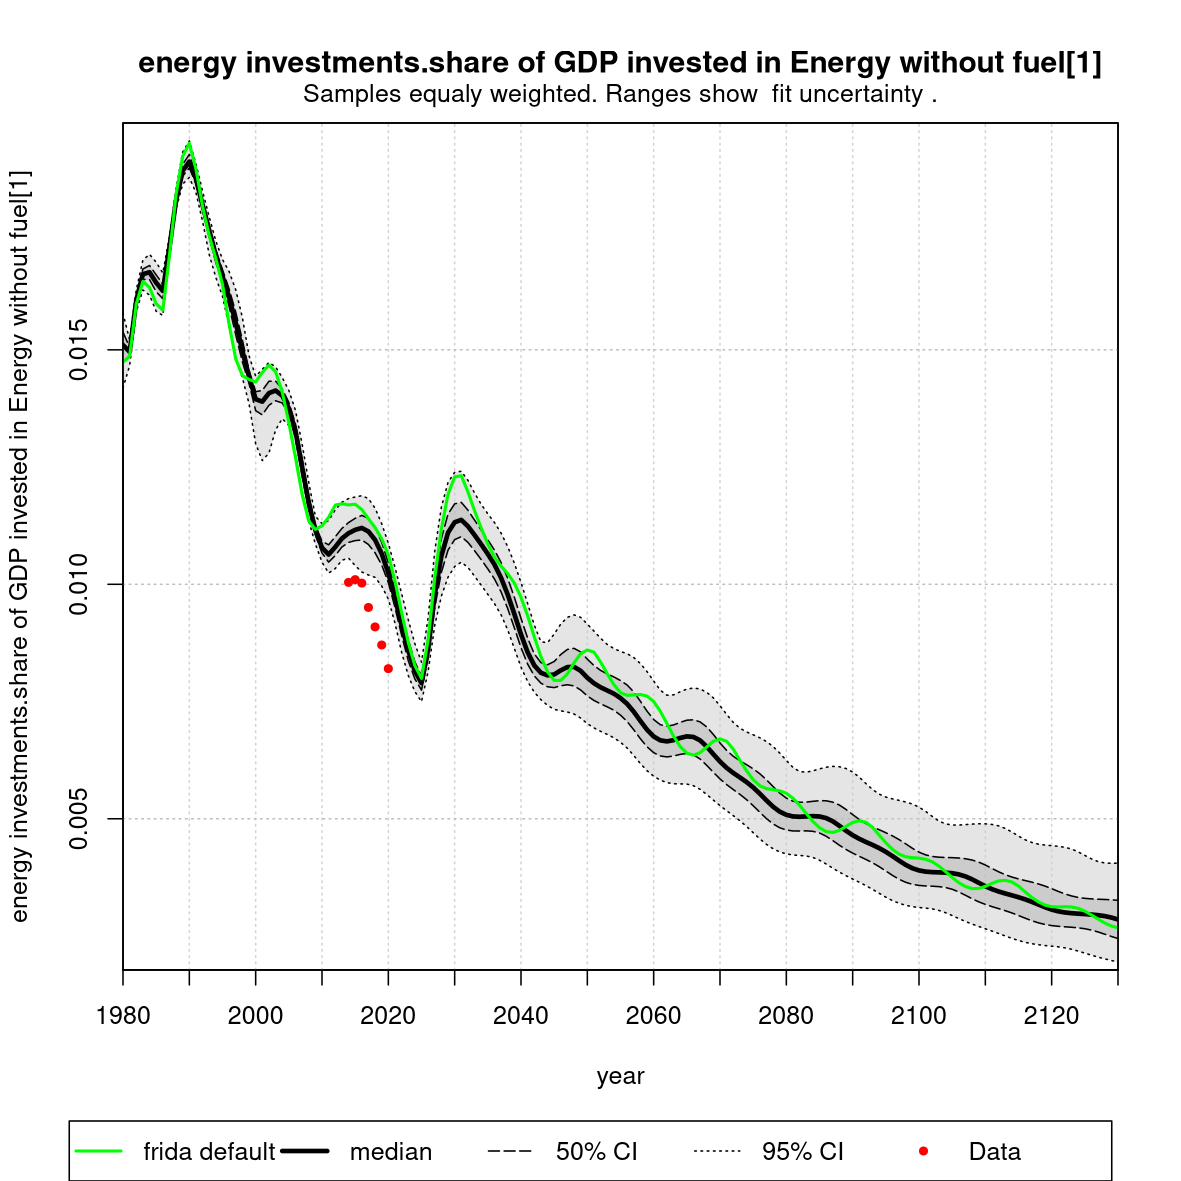 energy investments.share of GDP invested in Energy without fuel[1]
Samples equaly weighted. Ranges show  fit uncertainty .
energy investments.share of GDP invested in Energy without fuel[1]
0.015
0.010
0.005
1980 2000 2020 2040 2060 2080 2100 2120
year
frida default median 50% CI 95% CI Data